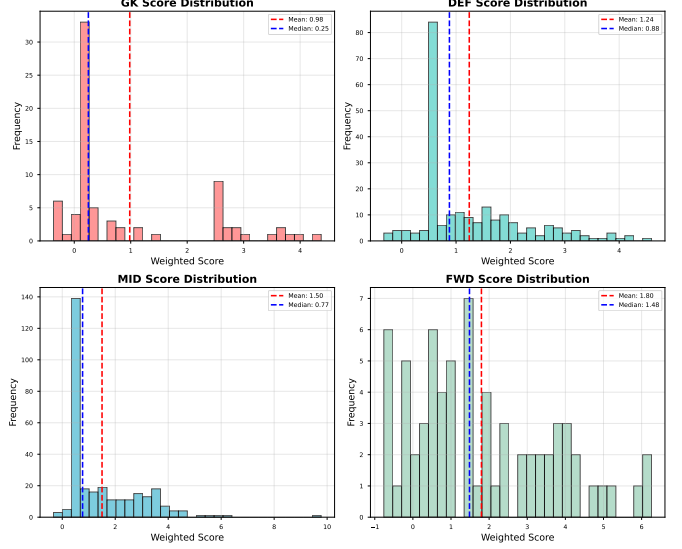 GK Score Distribution
Mean: 0.98
Median: 0.25
Frequency
30
25
20
15
10
5
0
0
1
2
3
4
Weighted Score
DEF Score Distribution
Mean: 1.24
Median: 0.88
Frequency
80
70
60
50
40
30
20
10
0
0
1
2
3
4
Weighted Score
MID Score Distribution
Mean: 1.50
Median: 0.77
Frequency
140
120
100
80
60
40
20
0
0
2
4
6
8
10
Weighted Score
FWD Score Distribution
Mean: 1.80
Median: 1.48
Frequency
7
6
5
4
3
2
1
0
−1
0
1
2
3
4
5
6
Weighted Score